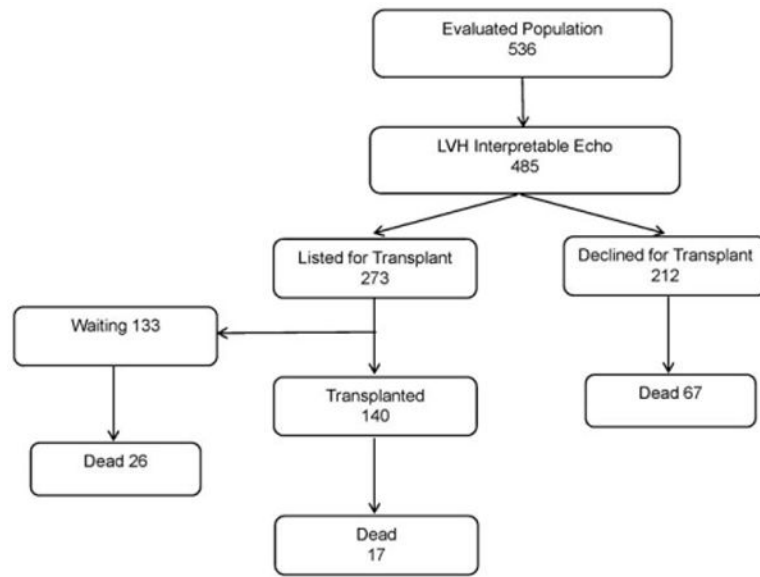 Evaluated Population
536
LVH Interpretable Echo
485
Listed for Transplant
273
Declined for Transplant
212
Waiting 133
Transplanted
140
Dead 67
Dead 26
Dead
17